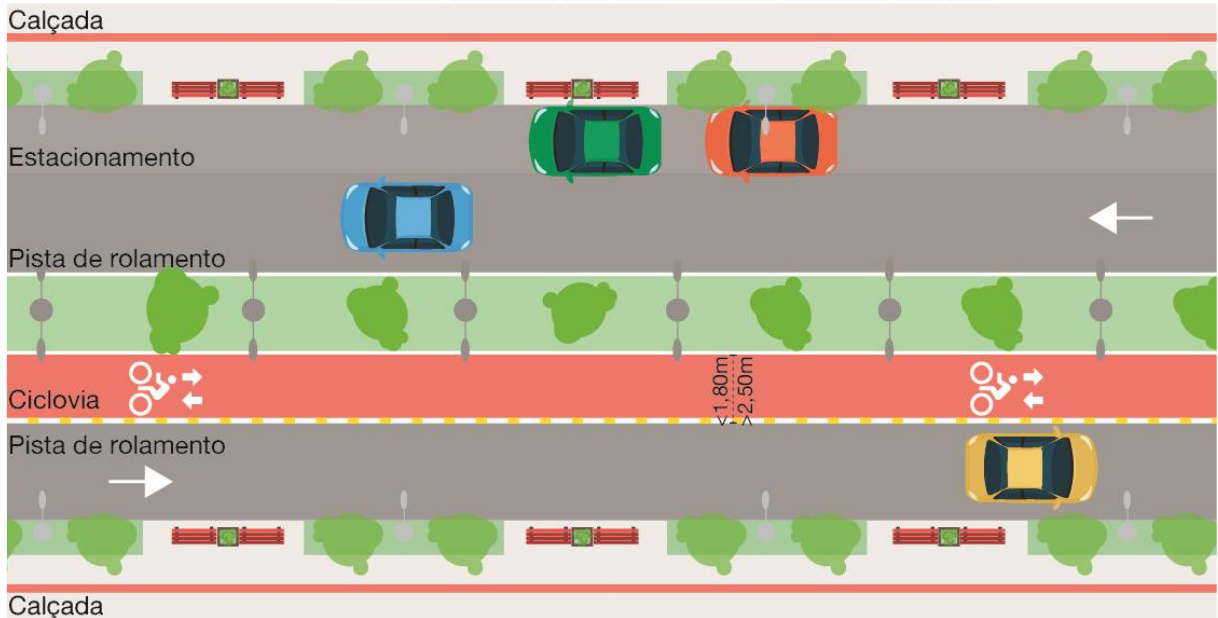 Calçada
Estacionamento
Pista de rolamento
Ciclovia
<1,80m
>2,50m
Pista de rolamento
Calçada